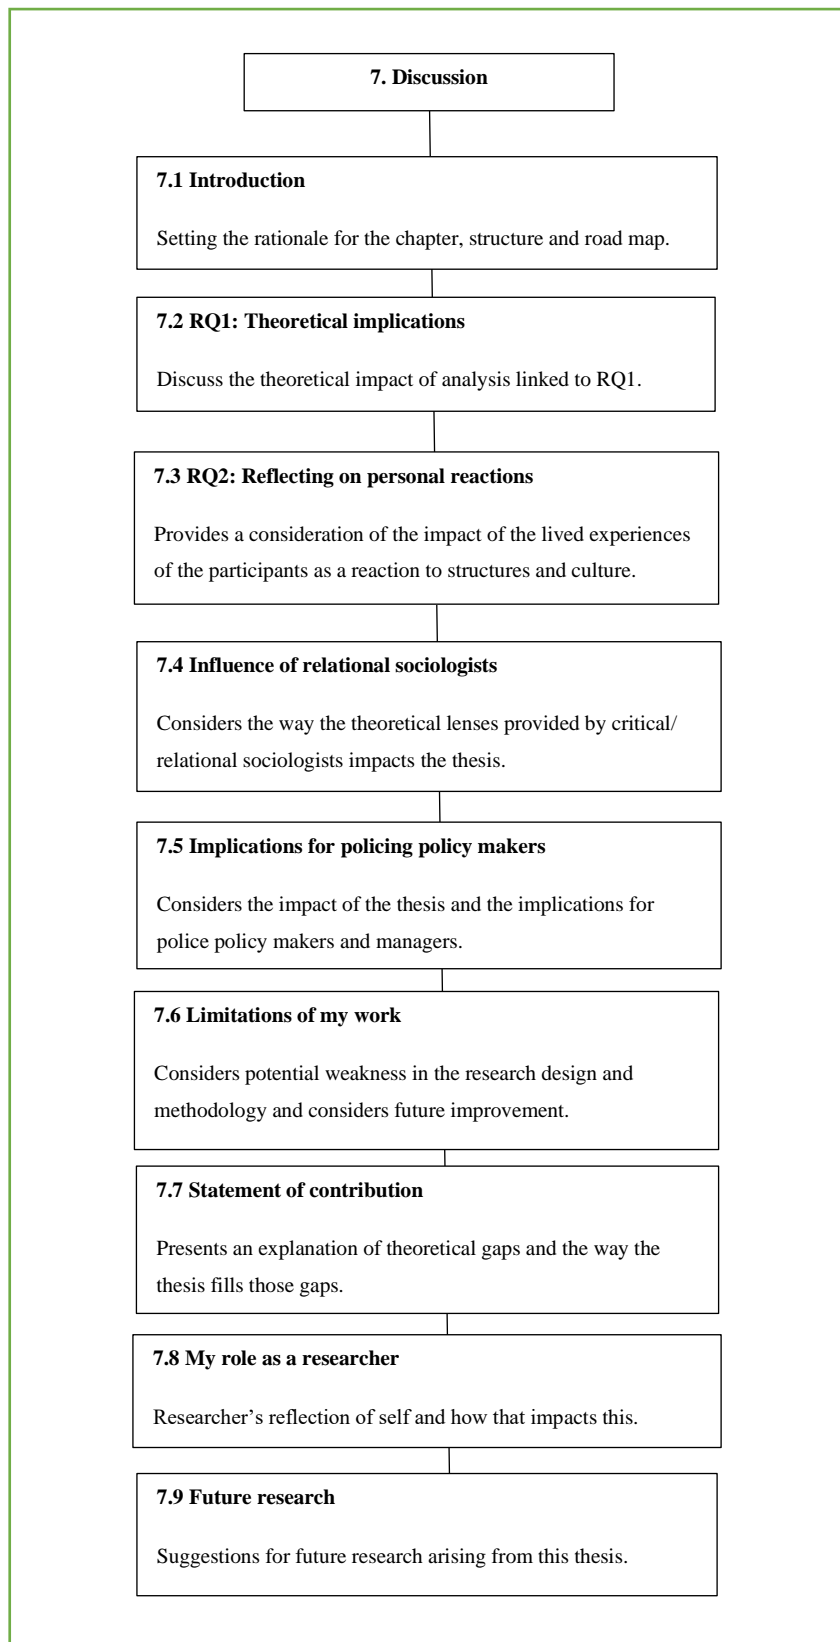 7. Discussion
7.1 Introduction
Setting the rationale for the chapter, structure and road map.
7.2 RQ1: Theoretical implications
Discuss the theoretical impact of analysis linked to RQ1.
7.3 RQ2: Reflecting on personal reactions
Provides a consideration of the impact of the lived experiences
of the participants as a reaction to structures and culture.
7.4 Influence of relational sociologists
Considers the way the theoretical lenses provided by critical/
relational sociologists impacts the thesis.
7.5 Implications for policing policy makers
Considers the impact of the thesis and the implications for
police policy makers and managers.
7.6 Limitations of my work
Considers potential weakness in the research design and
methodology and considers future improvement.
7.7 Statement of contribution
Presents an explanation of theoretical gaps and the way the
thesis fills those gaps.
7.8 My role as a researcher
Researcher’s reflection of self and how that impacts this.
7.9 Future research
Suggestions for future research arising from this thesis.